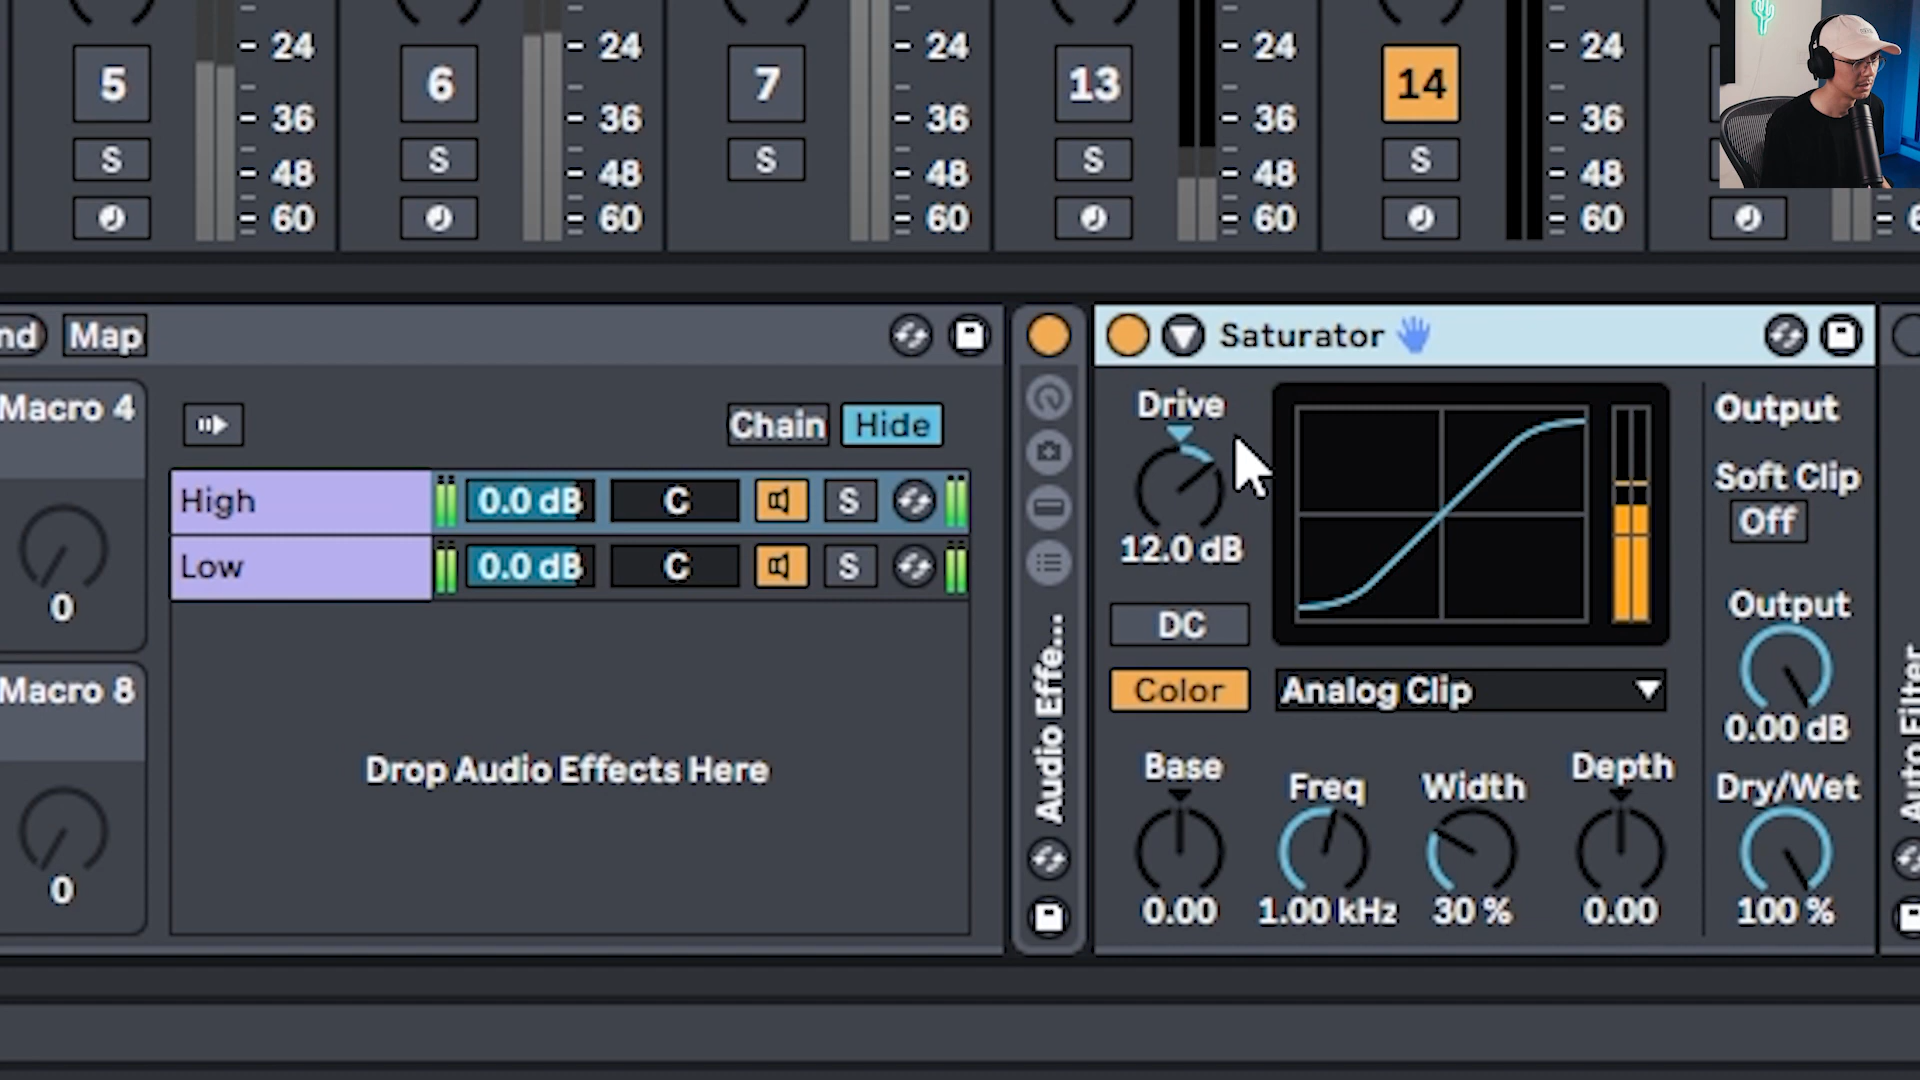 24 24 24 24 24
5 6 7 13 14
36 36 36 36 36
S S S S S
48 48 48 48 48
60 60 60 60 60
nd Map
Macro 4
0
Macro 8
0
Chain Hide
High 0.0 dB C S
Low 0.0 dB C S
Drop Audio Effects Here
Audio Effe...
Saturator
Drive
12.0 dB
DC
Color
Analog Clip
Base
0.00
Freq
1.00 kHz
Width
30 %
Depth
0.00
Output
Soft Clip
Off
Output
0.00 dB
Dry/Wet
100 %
Auto Filter